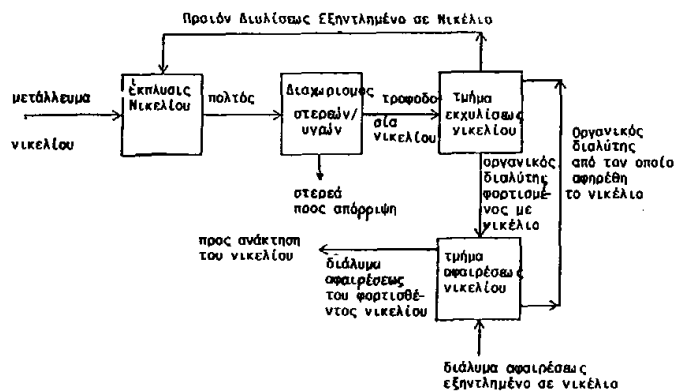 Προϊόν Διυλίσεως Εξηντλημένο σε Νικέλιο
μετάλλευμα
νικελίου
έκπλυσις
Νικελίου
πολτός
Διαχωρισμος
στερεών/
υγρών
στερεά
προς απόρριψη
τροφοδο
σία
νικελίου
τμήμα
εκχυλίσεως
νικελίου
Οργανικός
διαλύτης
από τον οποίο
αφηρέθη
το νικέλιο
οργανικός
διαλύτης
φορτισμέ
νος με
νικέλιο
προς ανάκτηση
του νικελίου
διάλυμα
αφαιρέσεως
του φορτισθέ-
ντος νικελίου
τμήμα
αφαιρέσεως
νικελίου
διάλυμα αφαιρέσεως
εξηντλημένο σε νικέλιο